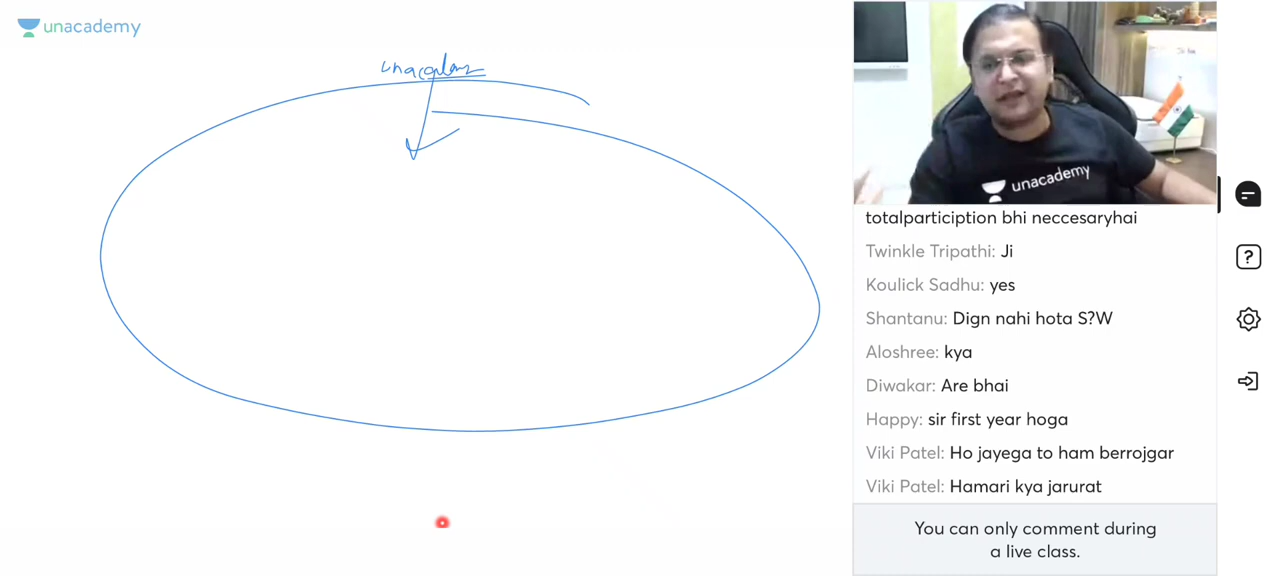 unacademy
unacademy
unacademy
totalparticiption bhi neccesaryhai
Twinkle Tripathi: Ji
Koulick Sadhu: yes
Shantanu: Dign nahi hota S?W
Aloshree: kya
Diwakar: Are bhai
Happy: sir first year hoga
Viki Patel: Ho jayega to ham berrojgar
Viki Patel: Hamari kya jarurat
You can only comment during
a live class.
?